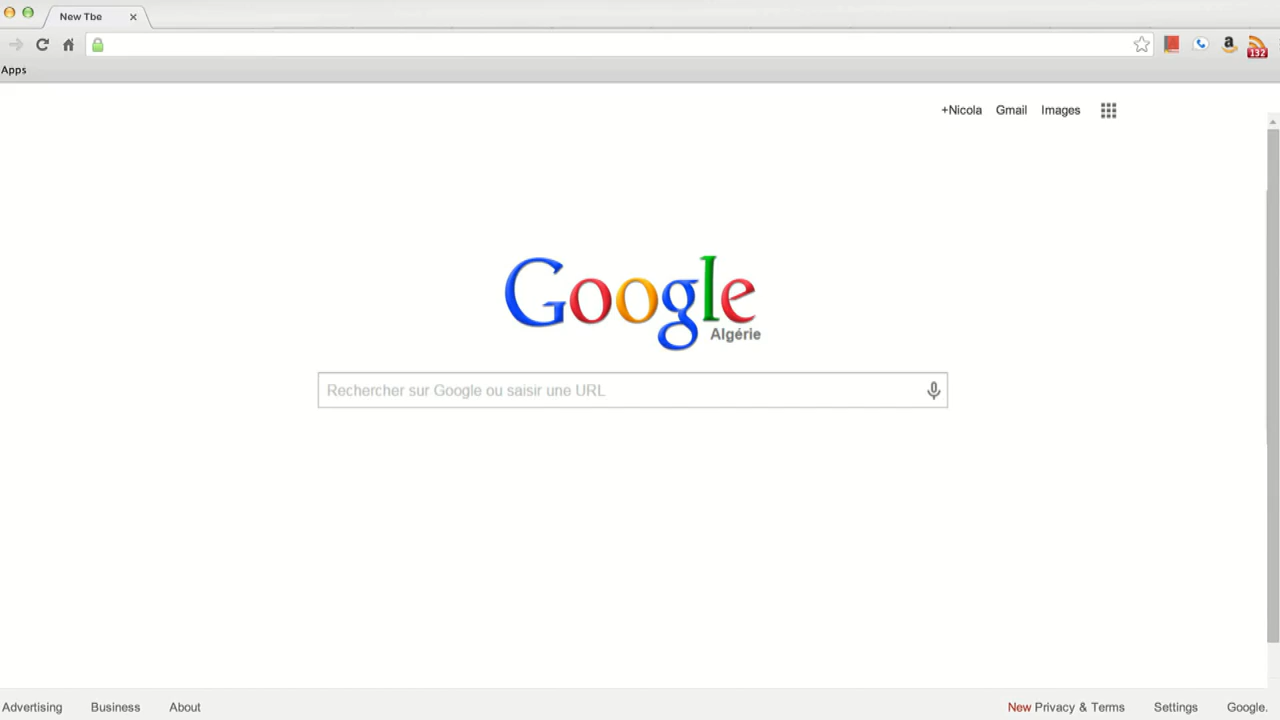 New Tbe
132
Apps
+Nicola Gmail Images
Google
Algérie
Rechercher sur Google ou saisir une URL
Advertising Business About New Privacy & Terms Settings Google.